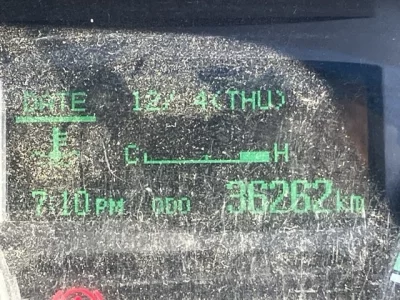 DATE 12/ 4(THU)
C H
7:10PM ODO 36262km